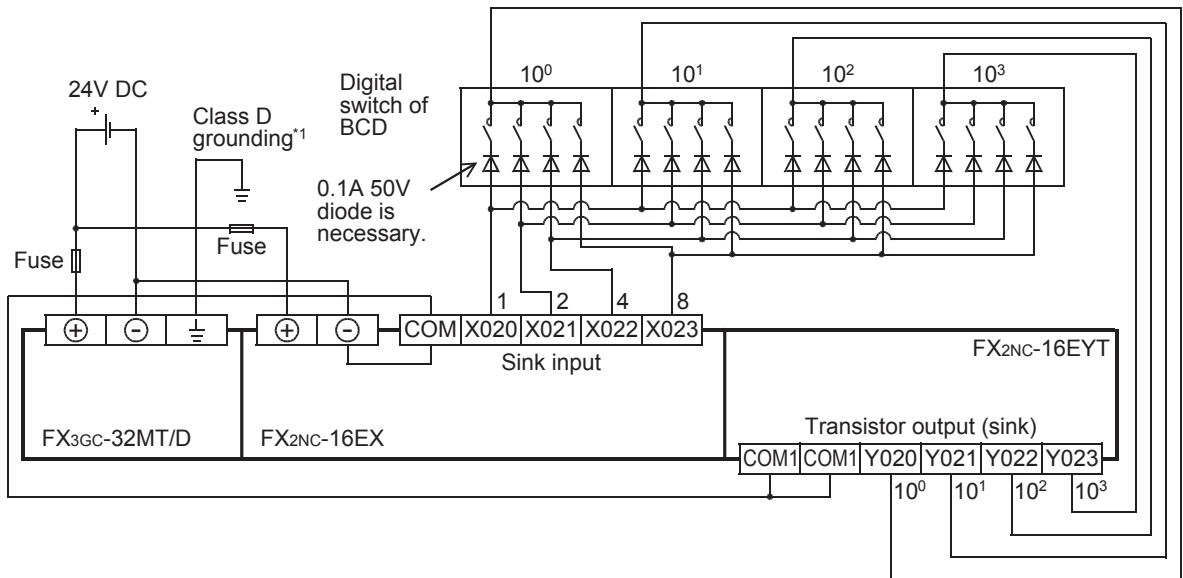 24V DC
+
Class D
grounding*1
Digital
switch of
BCD
10⁰ 10¹ 10² 10³
0.1A 50V
diode is
necessary.
Fuse
Fuse
1 2 4 8
+ - + - COM X020 X021 X022 X023
Sink input
FX2NC-16EYT
FX3GC-32MT/D
FX2NC-16EX
Transistor output (sink)
COM1 COM1 Y020 Y021 Y022 Y023
10⁰ 10¹ 10² 10³